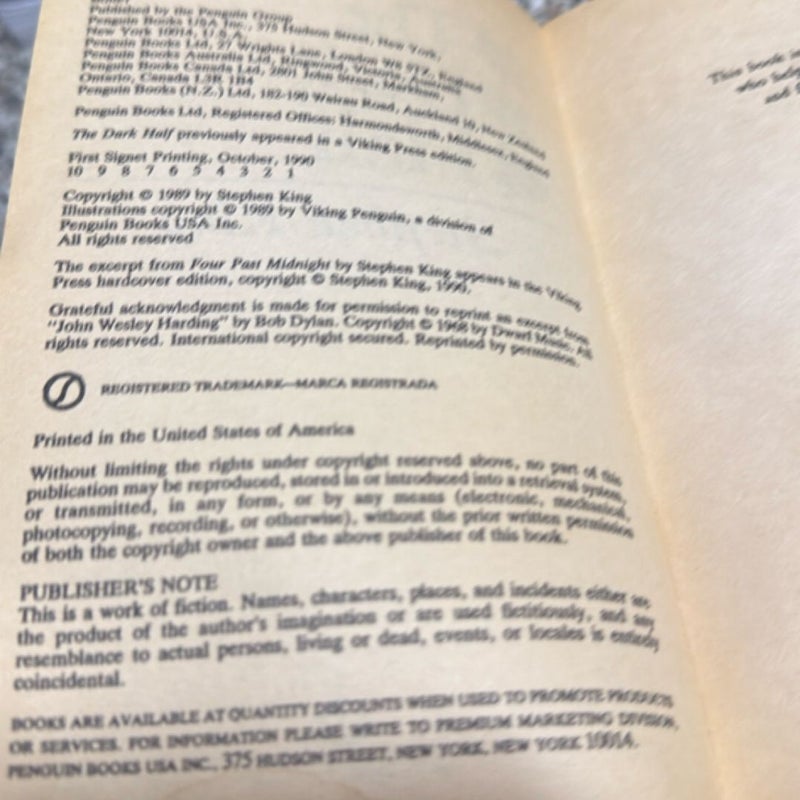 Published by the Penguin Group
Penguin Books USA Inc., 375 Hudson Street, New York,
New York 10014, U.S.A.
Penguin Books Ltd, 27 Wrights Lane, London W8 5TZ, England
Penguin Books Australia Ltd, Ringwood, Victoria, Australia
Penguin Books Canada Ltd, 2801 John Street, Markham,
Ontario, Canada L3R 1B4
Penguin Books (N.Z.) Ltd, 182-190 Wairau Road, Auckland 10, New Zealand
Penguin Books Ltd, Registered Offices: Harmondsworth, Middlesex, England
The Dark Half previously appeared in a Viking Press edition.
First Signet Printing, October, 1990
10 9 8 7 6 5 4 3 2 1
Copyright © 1989 by Stephen King
Illustrations copyright © 1989 by Viking Penguin, a division of
Penguin Books USA Inc.
All rights reserved
The excerpt from Four Past Midnight by Stephen King appears in the Viking
Press hardcover edition, copyright © Stephen King, 1990.
Grateful acknowledgment is made for permission to reprint an excerpt from
"John Wesley Harding" by Bob Dylan. Copyright © 1968 by Dwarf Music. All
rights reserved. International copyright secured. Reprinted by permission.
REGISTERED TRADEMARK—MARCA REGISTRADA
Printed in the United States of America
Without limiting the rights under copyright reserved above, no part of this
publication may be reproduced, stored in or introduced into a retrieval system,
or transmitted, in any form, or by any means (electronic, mechanical,
photocopying, recording, or otherwise), without the prior written permission
of both the copyright owner and the above publisher of this book.
PUBLISHER'S NOTE
This is a work of fiction. Names, characters, places, and incidents either are
the product of the author's imagination or are used fictitiously, and any
resemblance to actual persons, living or dead, events, or locales is entirely
coincidental.
BOOKS ARE AVAILABLE AT QUANTITY DISCOUNTS WHEN USED TO PROMOTE PRODUCTS
OR SERVICES. FOR INFORMATION PLEASE WRITE TO PREMIUM MARKETING DIVISION,
PENGUIN BOOKS USA INC., 375 HUDSON STREET, NEW YORK, NEW YORK 10014.
This book is
who
and